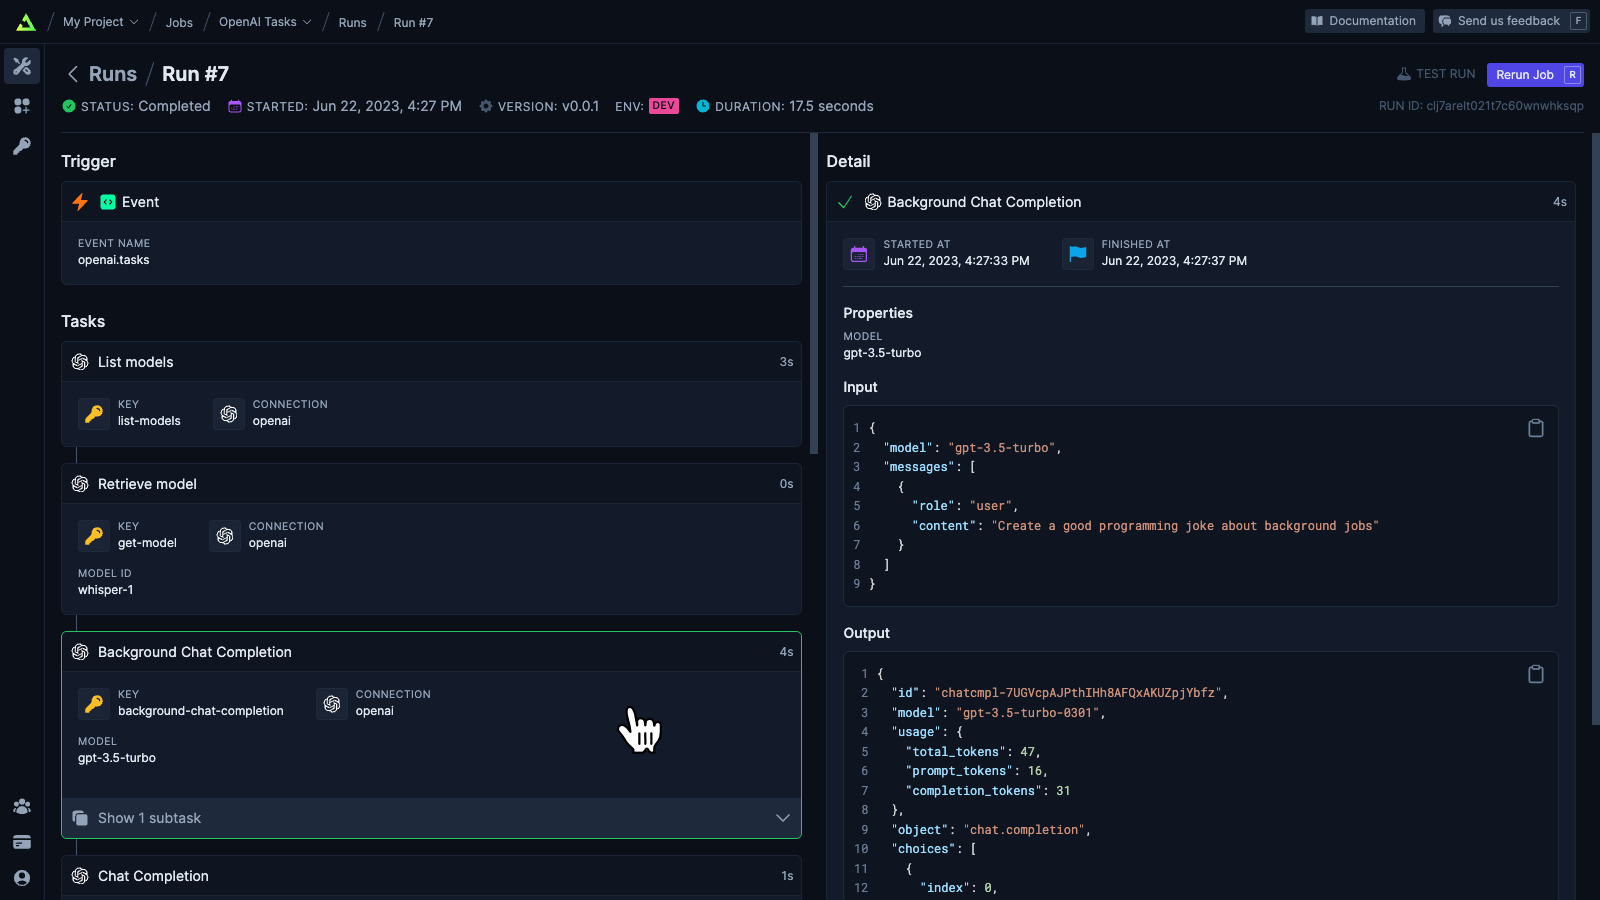 My Project
Jobs
OpenAI Tasks
Runs
Run #7
Documentation
Send us feedback F
Runs / Run #7
TEST RUN
Rerun Job R
STATUS: Completed
STARTED: Jun 22, 2023, 4:27 PM
VERSION: v0.0.1
ENV: DEV
DURATION: 17.5 seconds
RUN ID: clj7arelt021t7c60wnwhksqp
Trigger
Event
EVENT NAME
openai.tasks
Tasks
List models 3s
KEY
list-models
CONNECTION
openai
Retrieve model 0s
KEY
get-model
CONNECTION
openai
MODEL ID
whisper-1
Background Chat Completion 4s
KEY
background-chat-completion
CONNECTION
openai
MODEL
gpt-3.5-turbo
Show 1 subtask
Chat Completion 1s
Detail
Background Chat Completion 4s
STARTED AT
Jun 22, 2023, 4:27:33 PM
FINISHED AT
Jun 22, 2023, 4:27:37 PM
Properties
MODEL
gpt-3.5-turbo
Input
1 {
2 "model": "gpt-3.5-turbo",
3 "messages": [
4 {
5 "role": "user",
6 "content": "Create a good programming joke about background jobs"
7 }
8 ]
9 }
Output
1 {
2 "id": "chatcmpl-7UGVcpAJPthIHh8AFQxAKUZpjYbfz",
3 "model": "gpt-3.5-turbo-0301",
4 "usage": {
5 "total_tokens": 47,
6 "prompt_tokens": 16,
7 "completion_tokens": 31
8 },
9 "object": "chat.completion",
10 "choices": [
11 {
12 "index": 0,